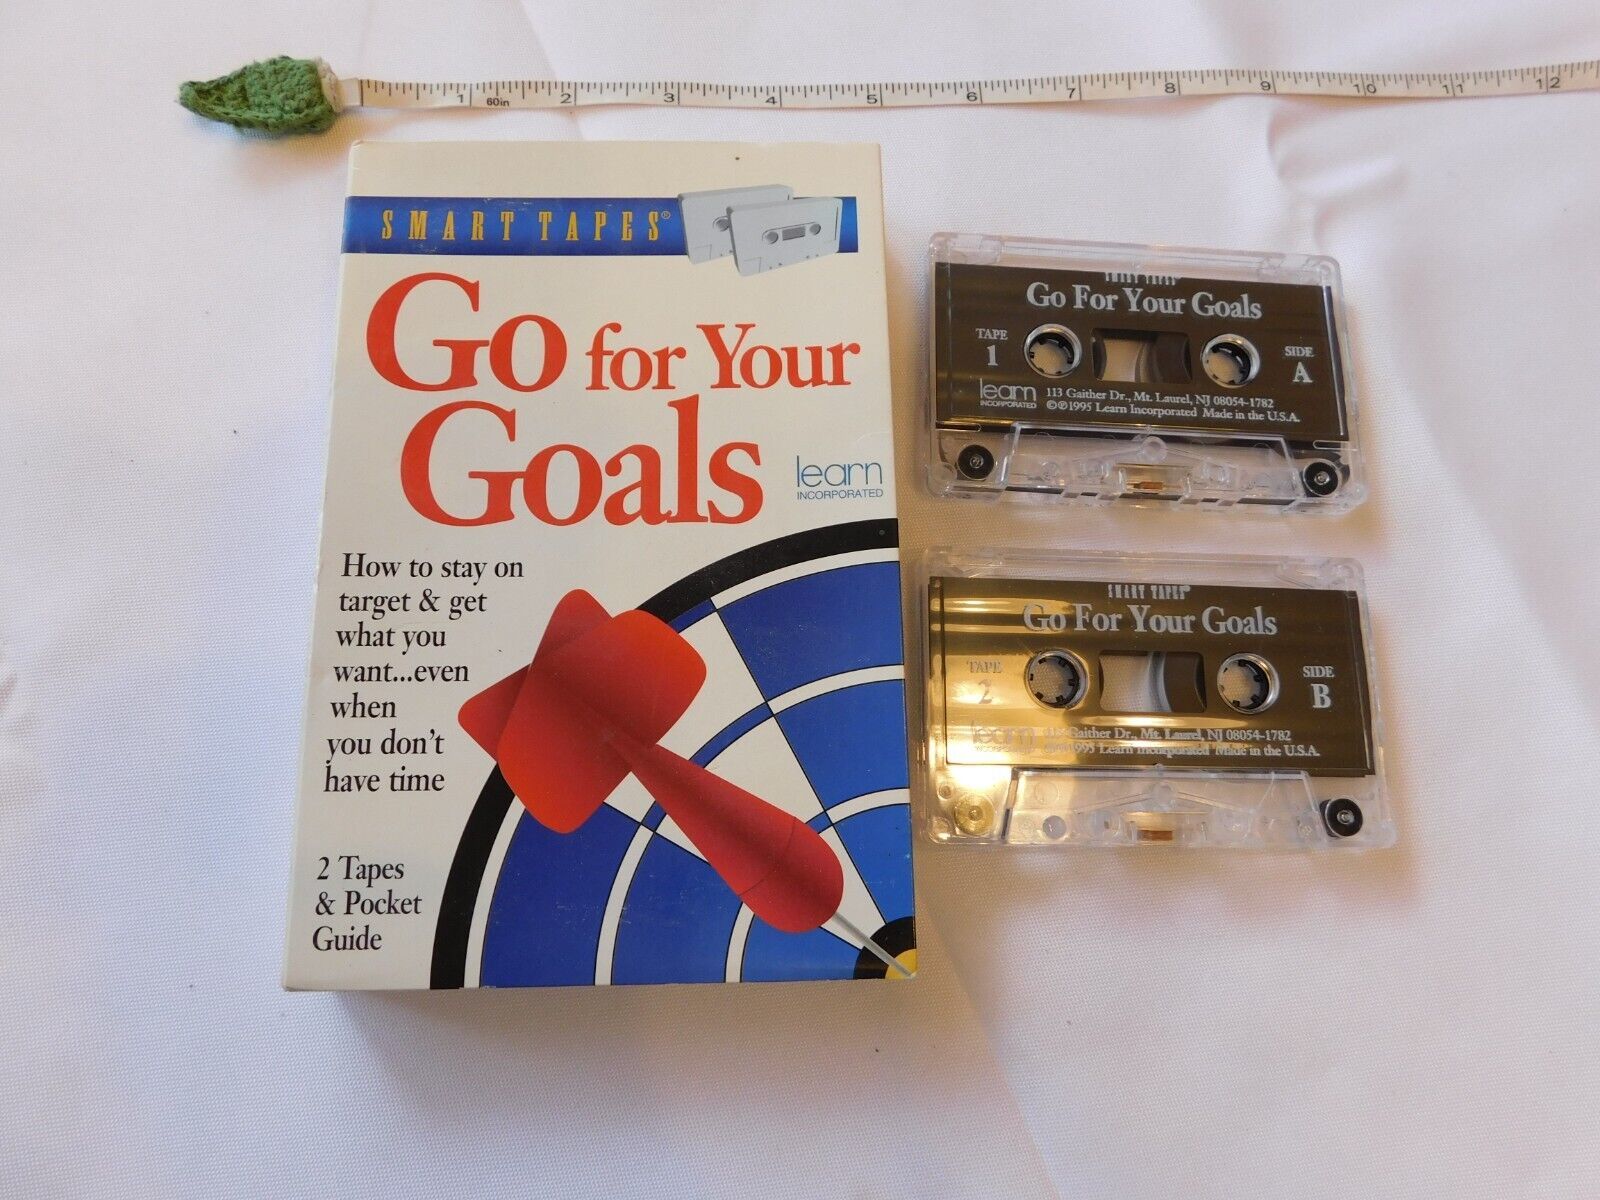 1 60in 2 3 4 5 6 7 8 9 10 11 12
SMART TAPES®
Go for Your
Goals
learn
INCORPORATED
How to stay on
target & get
what you
want...even
when
you don't
have time
2 Tapes
& Pocket
Guide
SMART TAPES®
Go For Your Goals
TAPE
1
SIDE
A
learn
INCORPORATED
113 Gaither Dr., Mt. Laurel, NJ 08054-1782
©℗1995 Learn Incorporated Made in the U.S.A.
SMART TAPES®
Go For Your Goals
TAPE
2
SIDE
B
learn
INCORPORATED
113 Gaither Dr., Mt. Laurel, NJ 08054-1782
©℗1995 Learn Incorporated Made in the U.S.A.